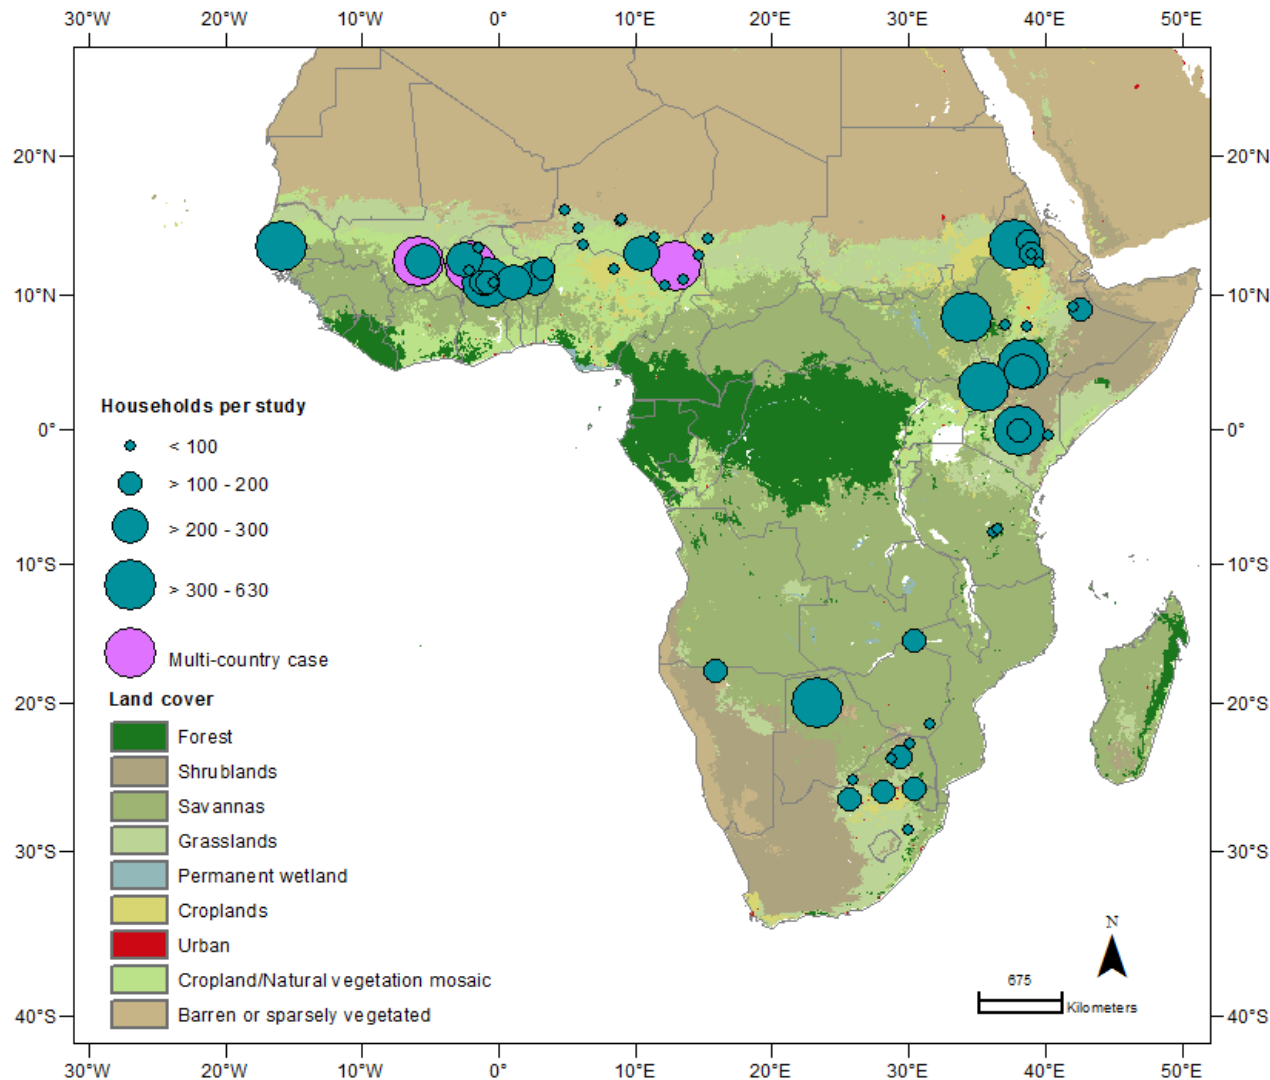 30°W 20°W 10°W 0° 10°E 20°E 30°E 40°E 50°E
20°N 20°N
10°N 10°N
0° 0°
10°S 10°S
20°S 20°S
30°S 30°S
40°S 40°S
Households per study
< 100
> 100 - 200
> 200 - 300
> 300 - 630
Multi-country case
Land cover
Forest
Shrublands
Savannas
Grasslands
Permanent wetland
Croplands
Urban
Cropland/Natural vegetation mosaic
Barren or sparsely vegetated
N
675
Kilometers
30°W 20°W 10°W 0° 10°E 20°E 30°E 40°E 50°E